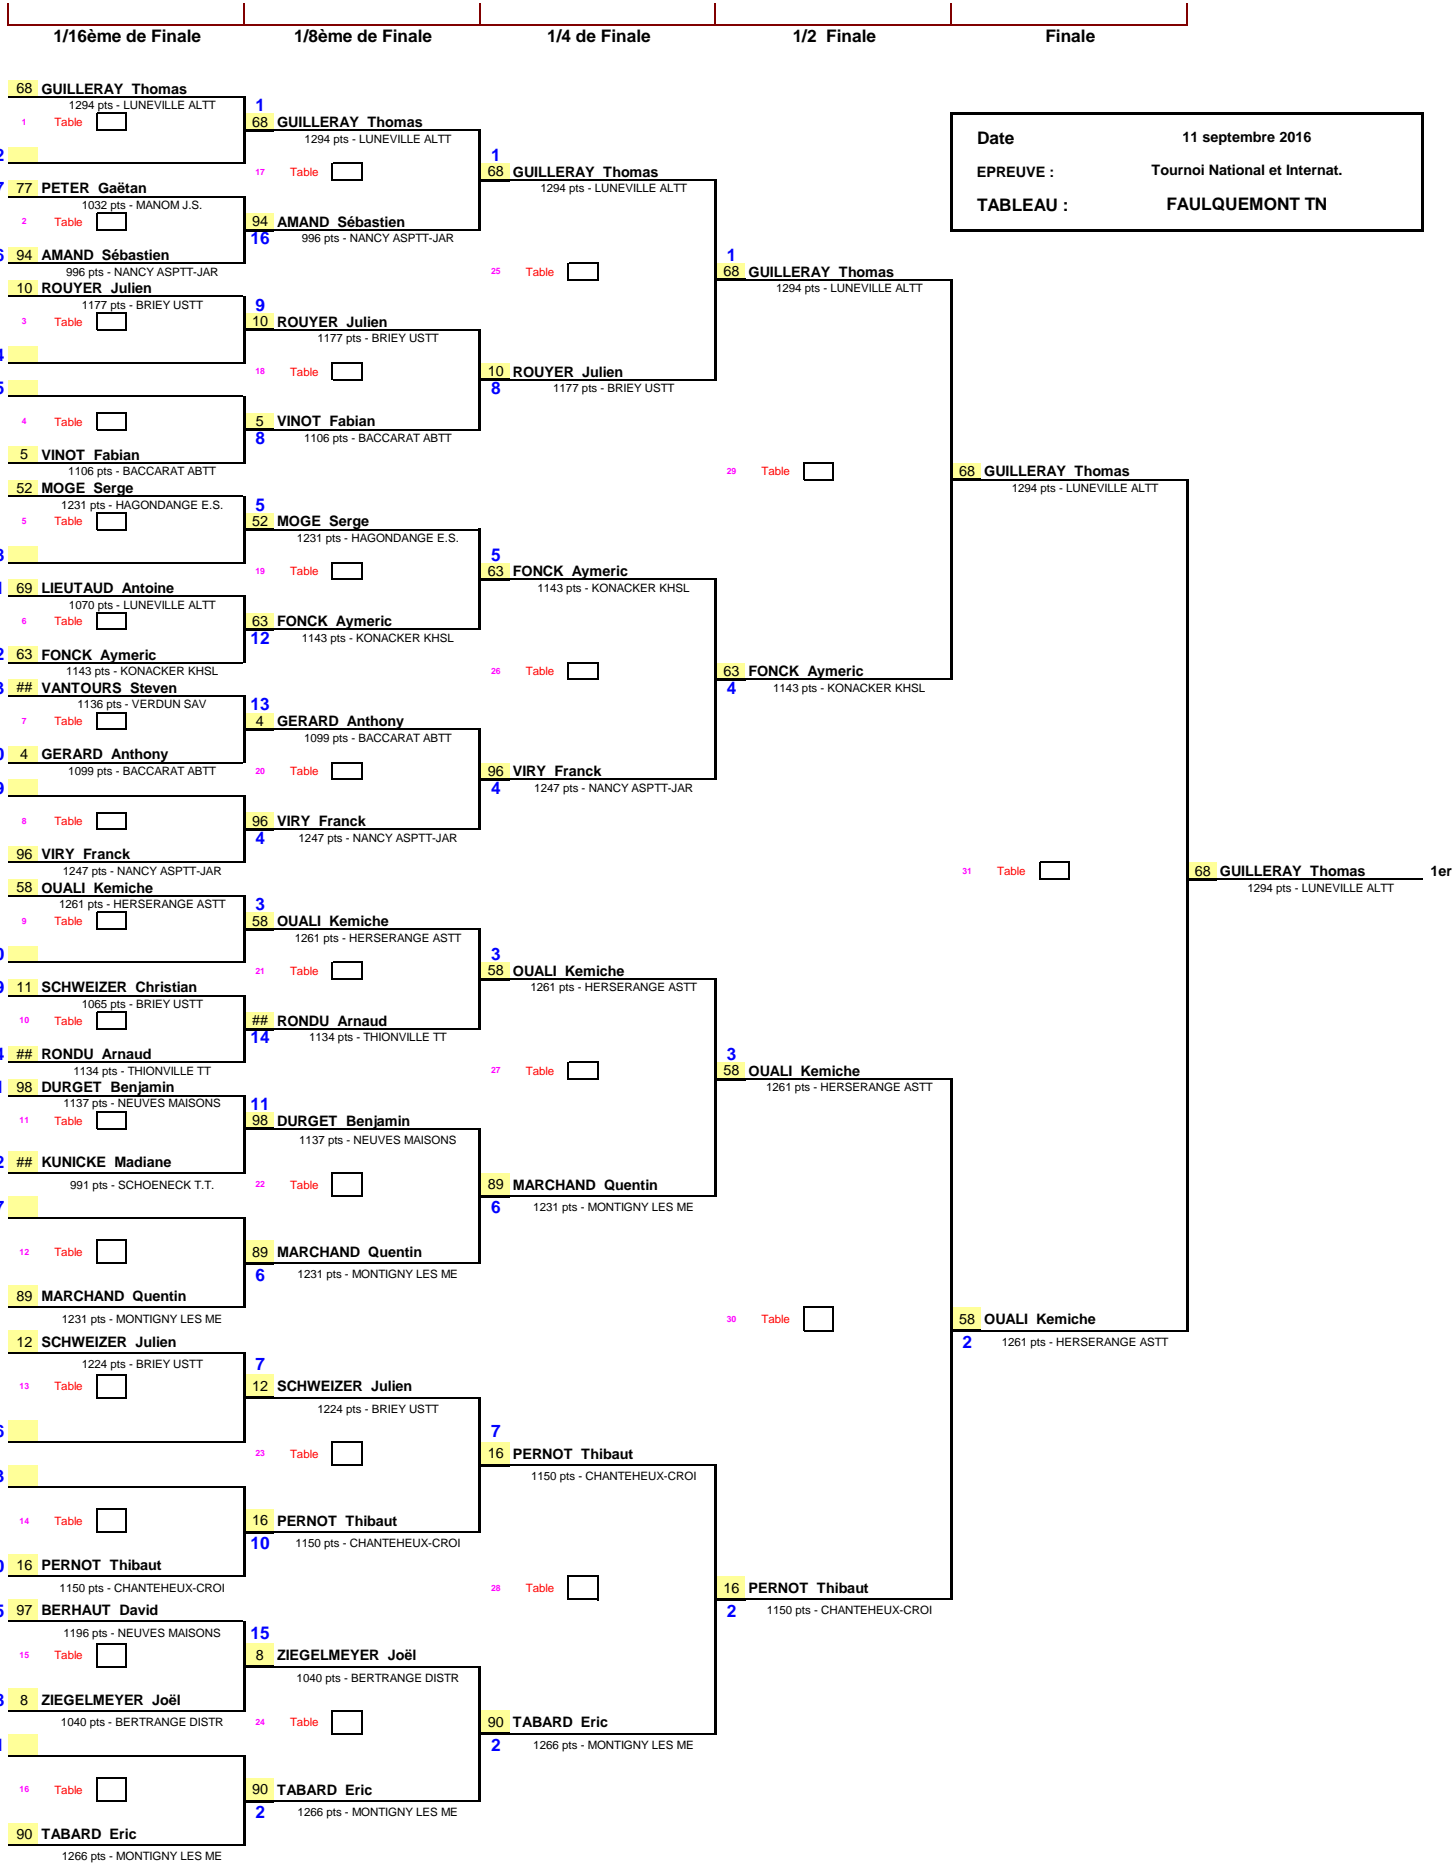 1/16ème de Finale
1/8ème de Finale
1/4 de Finale
1/2 Finale
Finale
Date 11 septembre 2016
EPREUVE : Tournoi National et Internat.
TABLEAU : FAULQUEMONT TN
68 GUILLERAY Thomas
1294 pts - LUNEVILLE ALTT
1 Table
77 PETER Gaëtan
1032 pts - MANOM J.S.
2 Table
94 AMAND Sébastien
996 pts - NANCY ASPTT-JAR
10 ROUYER Julien
1177 pts - BRIEY USTT
3 Table
4 Table
5 VINOT Fabian
1106 pts - BACCARAT ABTT
52 MOGE Serge
1231 pts - HAGONDANGE E.S.
5 Table
69 LIEUTAUD Antoine
1070 pts - LUNEVILLE ALTT
6 Table
63 FONCK Aymeric
1143 pts - KONACKER KHSL
## VANTOURS Steven
1136 pts - VERDUN SAV
7 Table
4 GERARD Anthony
1099 pts - BACCARAT ABTT
8 Table
96 VIRY Franck
1247 pts - NANCY ASPTT-JAR
58 OUALI Kemiche
1261 pts - HERSERANGE ASTT
9 Table
11 SCHWEIZER Christian
1065 pts - BRIEY USTT
10 Table
## RONDU Arnaud
1134 pts - THIONVILLE TT
98 DURGET Benjamin
1137 pts - NEUVES MAISONS
11 Table
## KUNICKE Madiane
991 pts - SCHOENECK T.T.
12 Table
89 MARCHAND Quentin
1231 pts - MONTIGNY LES ME
12 SCHWEIZER Julien
1224 pts - BRIEY USTT
13 Table
14 Table
16 PERNOT Thibaut
1150 pts - CHANTEHEUX-CROI
97 BERHAUT David
1196 pts - NEUVES MAISONS
15 Table
8 ZIEGELMEYER Joël
1040 pts - BERTRANGE DISTR
16 Table
90 TABARD Eric
1266 pts - MONTIGNY LES ME
1
68 GUILLERAY Thomas
1294 pts - LUNEVILLE ALTT
17 Table
94 AMAND Sébastien
16 996 pts - NANCY ASPTT-JAR
9
10 ROUYER Julien
1177 pts - BRIEY USTT
18 Table
5 VINOT Fabian
8 1106 pts - BACCARAT ABTT
5
52 MOGE Serge
1231 pts - HAGONDANGE E.S.
19 Table
63 FONCK Aymeric
12 1143 pts - KONACKER KHSL
13
4 GERARD Anthony
1099 pts - BACCARAT ABTT
20 Table
96 VIRY Franck
4 1247 pts - NANCY ASPTT-JAR
3
58 OUALI Kemiche
1261 pts - HERSERANGE ASTT
21 Table
## RONDU Arnaud
14 1134 pts - THIONVILLE TT
11
98 DURGET Benjamin
1137 pts - NEUVES MAISONS
22 Table
89 MARCHAND Quentin
6 1231 pts - MONTIGNY LES ME
7
12 SCHWEIZER Julien
1224 pts - BRIEY USTT
23 Table
16 PERNOT Thibaut
10 1150 pts - CHANTEHEUX-CROI
15
8 ZIEGELMEYER Joël
1040 pts - BERTRANGE DISTR
24 Table
90 TABARD Eric
2 1266 pts - MONTIGNY LES ME
1
68 GUILLERAY Thomas
1294 pts - LUNEVILLE ALTT
25 Table
10 ROUYER Julien
8 1177 pts - BRIEY USTT
5
63 FONCK Aymeric
1143 pts - KONACKER KHSL
26 Table
96 VIRY Franck
4 1247 pts - NANCY ASPTT-JAR
3
58 OUALI Kemiche
1261 pts - HERSERANGE ASTT
27 Table
89 MARCHAND Quentin
6 1231 pts - MONTIGNY LES ME
7
16 PERNOT Thibaut
1150 pts - CHANTEHEUX-CROI
28 Table
90 TABARD Eric
2 1266 pts - MONTIGNY LES ME
1
68 GUILLERAY Thomas
1294 pts - LUNEVILLE ALTT
29 Table
63 FONCK Aymeric
4 1143 pts - KONACKER KHSL
3
58 OUALI Kemiche
1261 pts - HERSERANGE ASTT
30 Table
16 PERNOT Thibaut
2 1150 pts - CHANTEHEUX-CROI
68 GUILLERAY Thomas
1294 pts - LUNEVILLE ALTT
31 Table
58 OUALI Kemiche
2 1261 pts - HERSERANGE ASTT
68 GUILLERAY Thomas 1er
1294 pts - LUNEVILLE ALTT